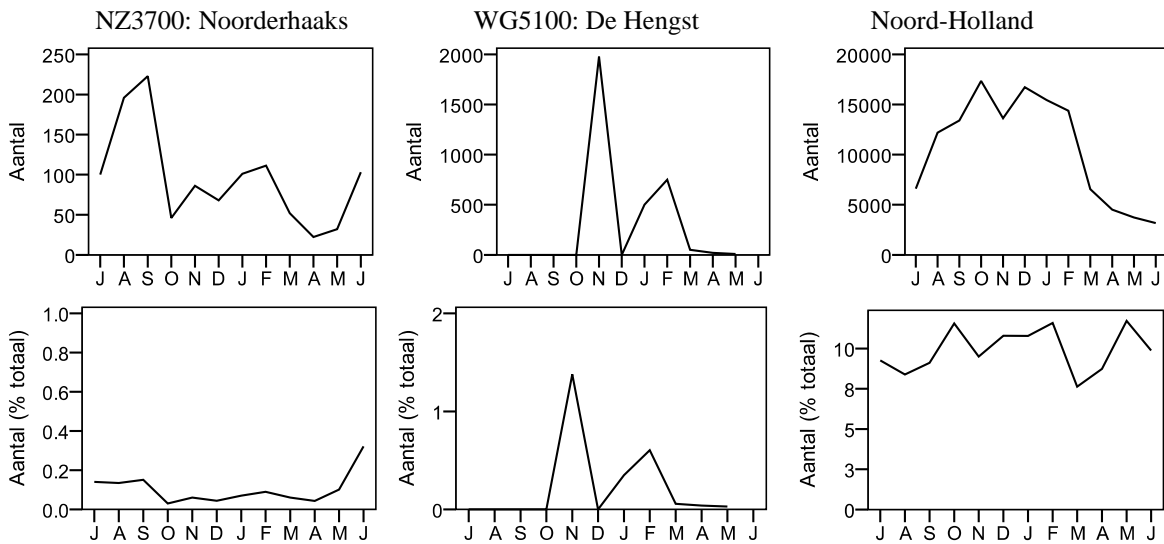 NZ3700: Noorderhaaks
WG5100: De Hengst
Noord-Holland
250
200
150
100
50
0
Aantal
J A S O N D J F M A M J
2000
1500
1000
500
0
Aantal
J A S O N D J F M A M J
20000
15000
10000
5000
0
Aantal
J A S O N D J F M A M J
1.0
0.8
0.6
0.4
0.2
0.0
Aantal (% totaal)
J A S O N D J F M A M J
2
1
0
Aantal (% totaal)
J A S O N D J F M A M J
10
8
5
3
0
Aantal (% totaal)
J A S O N D J F M A M J